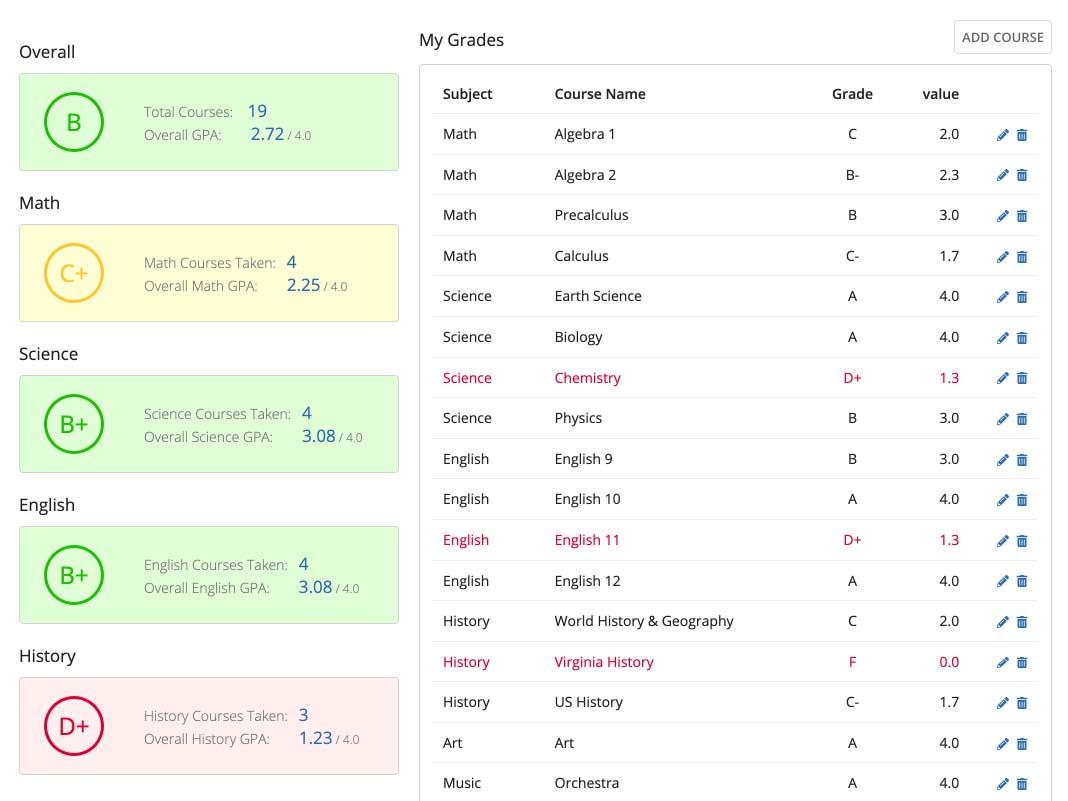 Overall
B
Total Courses: 19
Overall GPA: 2.72 / 4.0
Math
C+
Math Courses Taken: 4
Overall Math GPA: 2.25 / 4.0
Science
B+
Science Courses Taken: 4
Overall Science GPA: 3.08 / 4.0
English
B+
English Courses Taken: 4
Overall English GPA: 3.08 / 4.0
History
D+
History Courses Taken: 3
Overall History GPA: 1.23 / 4.0
My Grades
ADD COURSE
Subject Course Name Grade value
Math Algebra 1 C 2.0
Math Algebra 2 B- 2.3
Math Precalculus B 3.0
Math Calculus C- 1.7
Science Earth Science A 4.0
Science Biology A 4.0
Science Chemistry D+ 1.3
Science Physics B 3.0
English English 9 B 3.0
English English 10 A 4.0
English English 11 D+ 1.3
English English 12 A 4.0
History World History & Geography C 2.0
History Virginia History F 0.0
History US History C- 1.7
Art Art A 4.0
Music Orchestra A 4.0